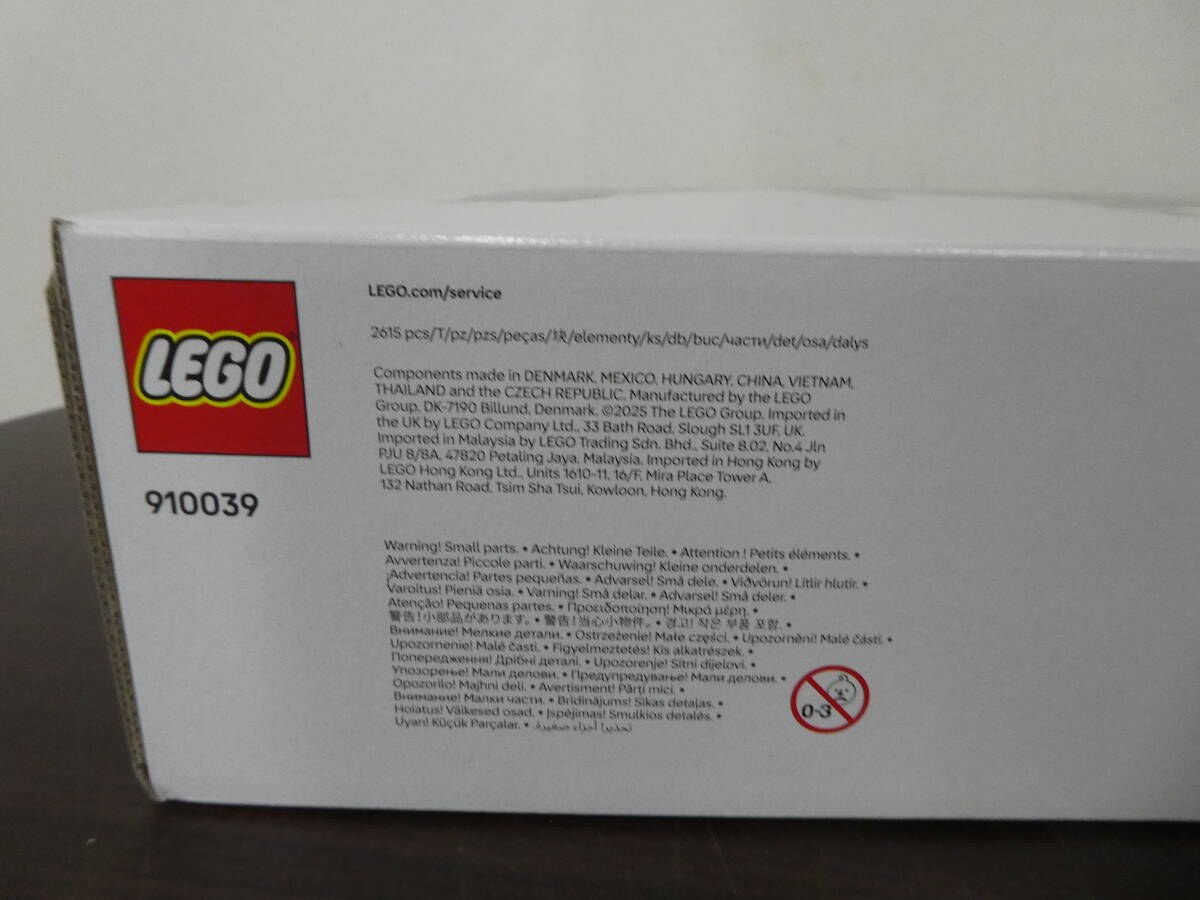 LEGO
910039
LEGO.com/service
2615 pcs/T/pz/pzs/peças/块/elementy/ks/db/buc/части/det/osa/dalys
Components made in DENMARK, MEXICO, HUNGARY, CHINA, VIETNAM,
THAILAND and the CZECH REPUBLIC. Manufactured by the LEGO
Group, DK-7190 Billund, Denmark. ©2025 The LEGO Group. Imported in
the UK by LEGO Company Ltd., 33 Bath Road, Slough SL1 3UF, UK.
Imported in Malaysia by LEGO Trading Sdn. Bhd., Suite 8.02, No.4 Jln
PJU 8/8A, 47820 Petaling Jaya, Malaysia. Imported in Hong Kong by
LEGO Hong Kong Ltd., Units 1610-11, 16/F, Mira Place Tower A,
132 Nathan Road, Tsim Sha Tsui, Kowloon, Hong Kong.
Warning! Small parts. • Achtung! Kleine Teile. • Attention ! Petits éléments. •
Avvertenza! Piccole parti. • Waarschuwing! Kleine onderdelen. •
¡Advertencia! Partes pequeñas. • Advarsel! Små dele. • Viðvörun! Litlir hlutir. •
Varoitus! Pieniä osia. • Varning! Små delar. • Advarsel! Små deler. •
Atenção! Pequenas partes. • Προειδοποίηση! Μικρά μέρη. •
警告!小部品があります。 • 警告!当心小物件。 • 경고! 작은 부품 포함. •
Внимание! Мелкие детали. • Ostrzeżenie! Małe części. • Upozornění! Malé části. •
Upozornenie! Malé časti. • Figyelmeztetés! Kis alkatrészek. •
Попередження! Дрібні деталі. • Upozorenje! Sitni dijelovi. •
Упозорење! Мали делови. • Предупредување! Мали делови. •
Opozorilo! Majhni deli. • Avertisment! Părți mici. •
Внимание! Малки части. • Brīdinājums! Sīkas detaļas. •
Hoiatus! Väikesed osad. • Įspėjimas! Smulkios detalės. •
Uyarı! Küçük Parçalar. • تحذير! أجزاء صغيرة.
0-3